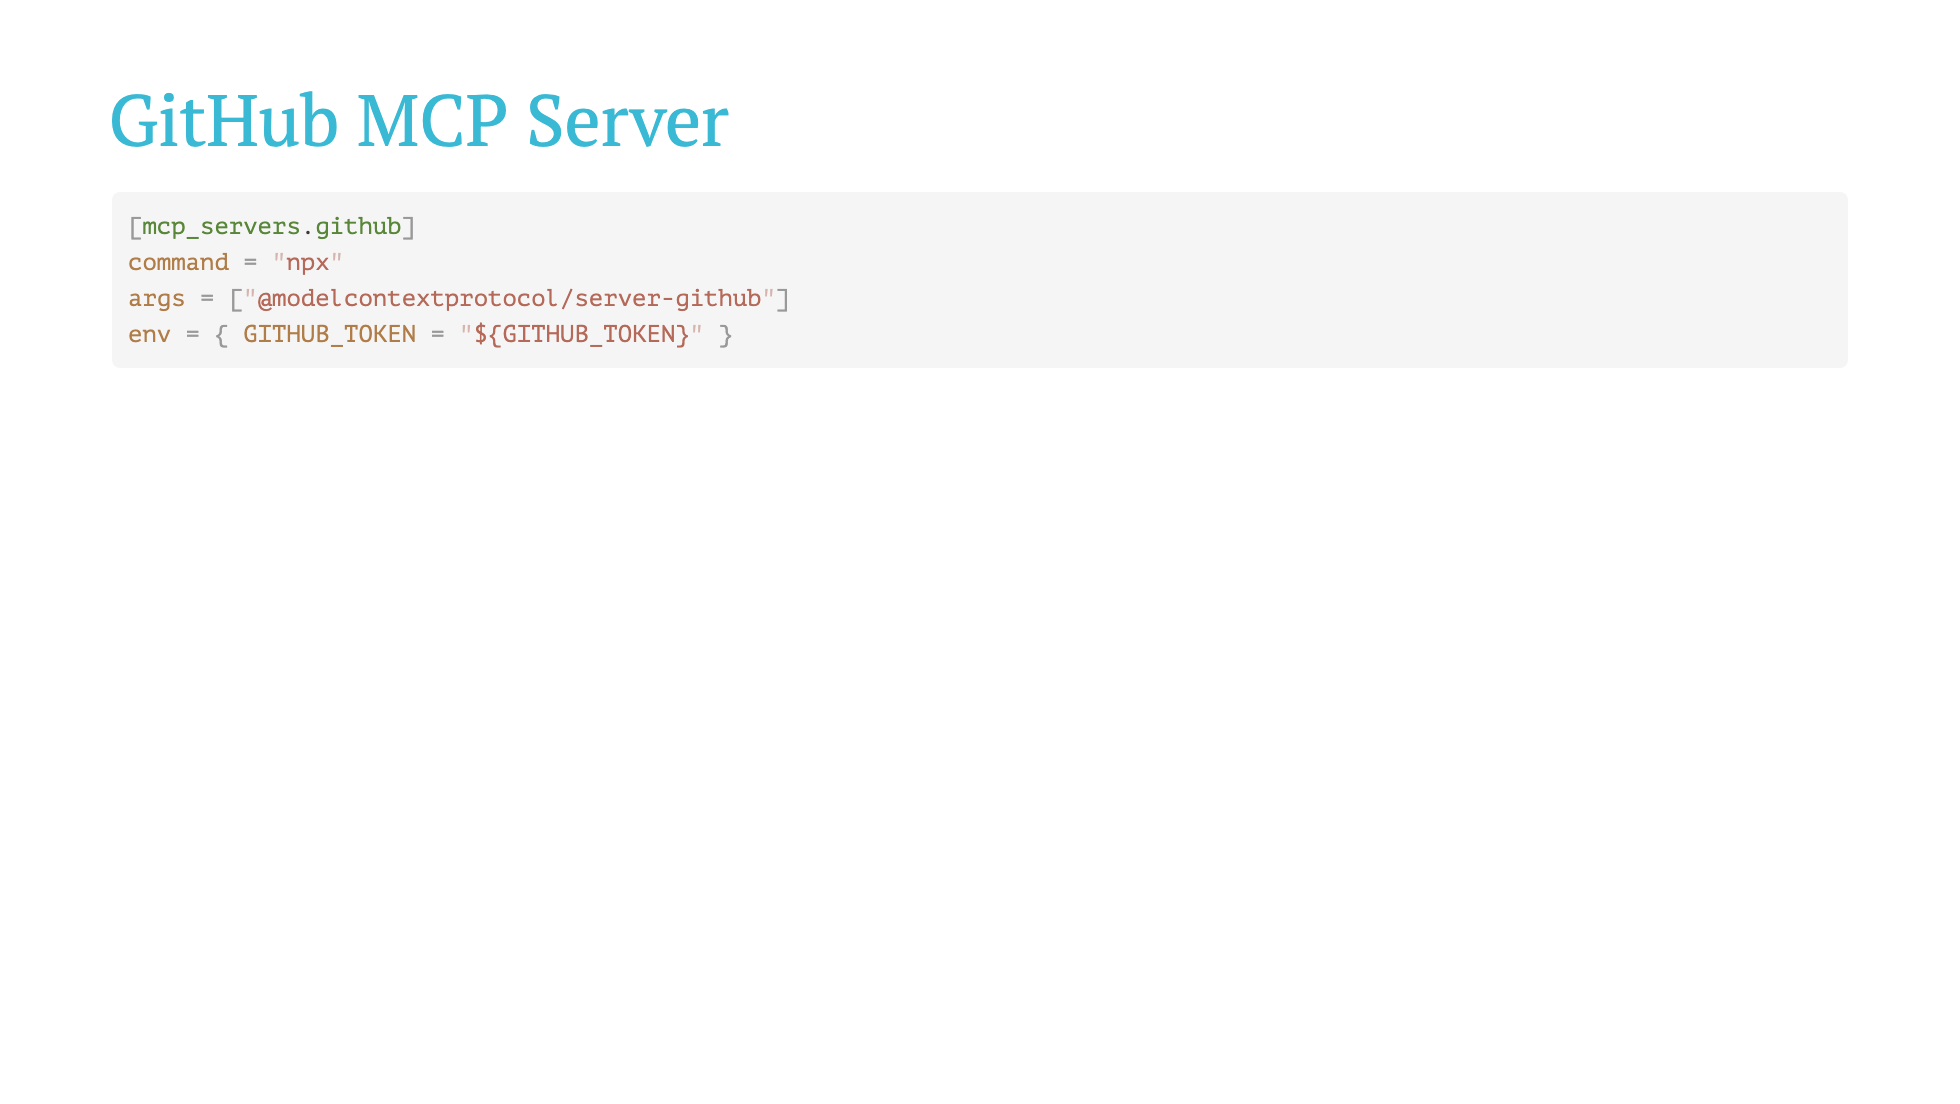 GitHub MCP Server
[mcp_servers.github]
command = "npx"
args = ["@modelcontextprotocol/server-github"]
env = { GITHUB_TOKEN = "${GITHUB_TOKEN}" }